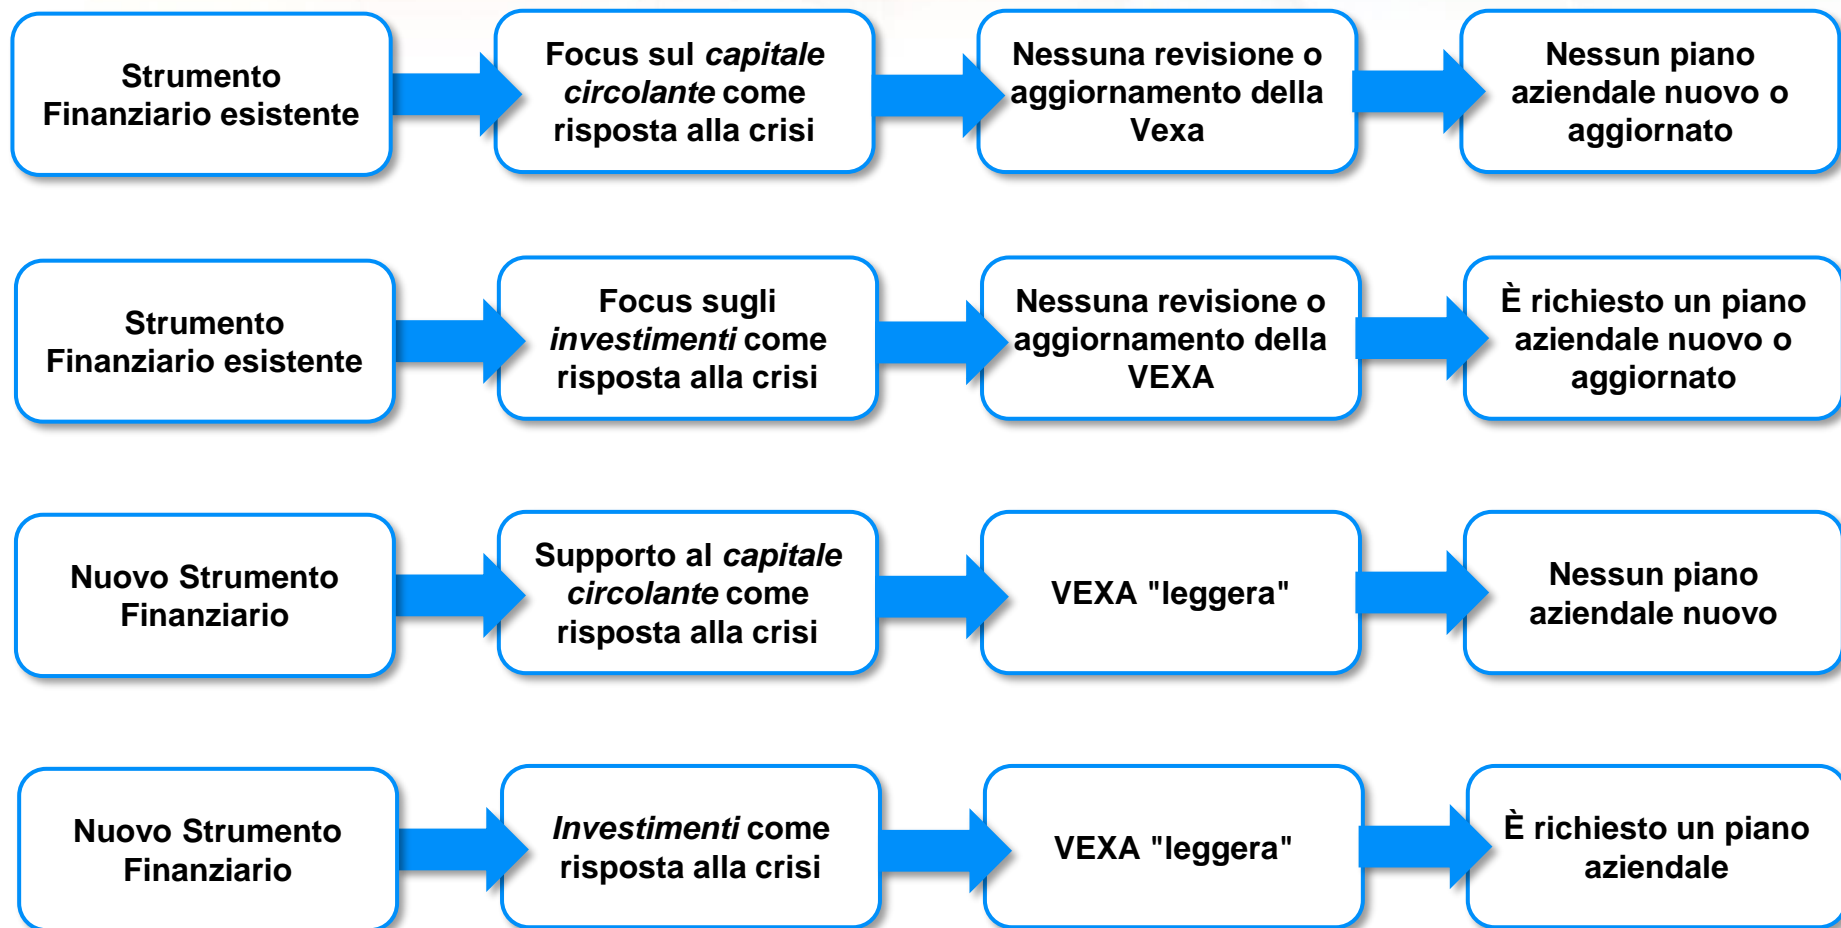 Strumento
Finanziario esistente
Focus sul capitale
circolante come
risposta alla crisi
Nessuna revisione o
aggiornamento della
Vexa
Nessun piano
aziendale nuovo o
aggiornato
Strumento
Finanziario esistente
Focus sugli
investimenti come
risposta alla crisi
Nessuna revisione o
aggiornamento della
VEXA
È richiesto un piano
aziendale nuovo o
aggiornato
Nuovo Strumento
Finanziario
Supporto al capitale
circolante come
risposta alla crisi
VEXA "leggera"
Nessun piano
aziendale nuovo
Nuovo Strumento
Finanziario
Investimenti come
risposta alla crisi
VEXA "leggera"
È richiesto un piano
aziendale